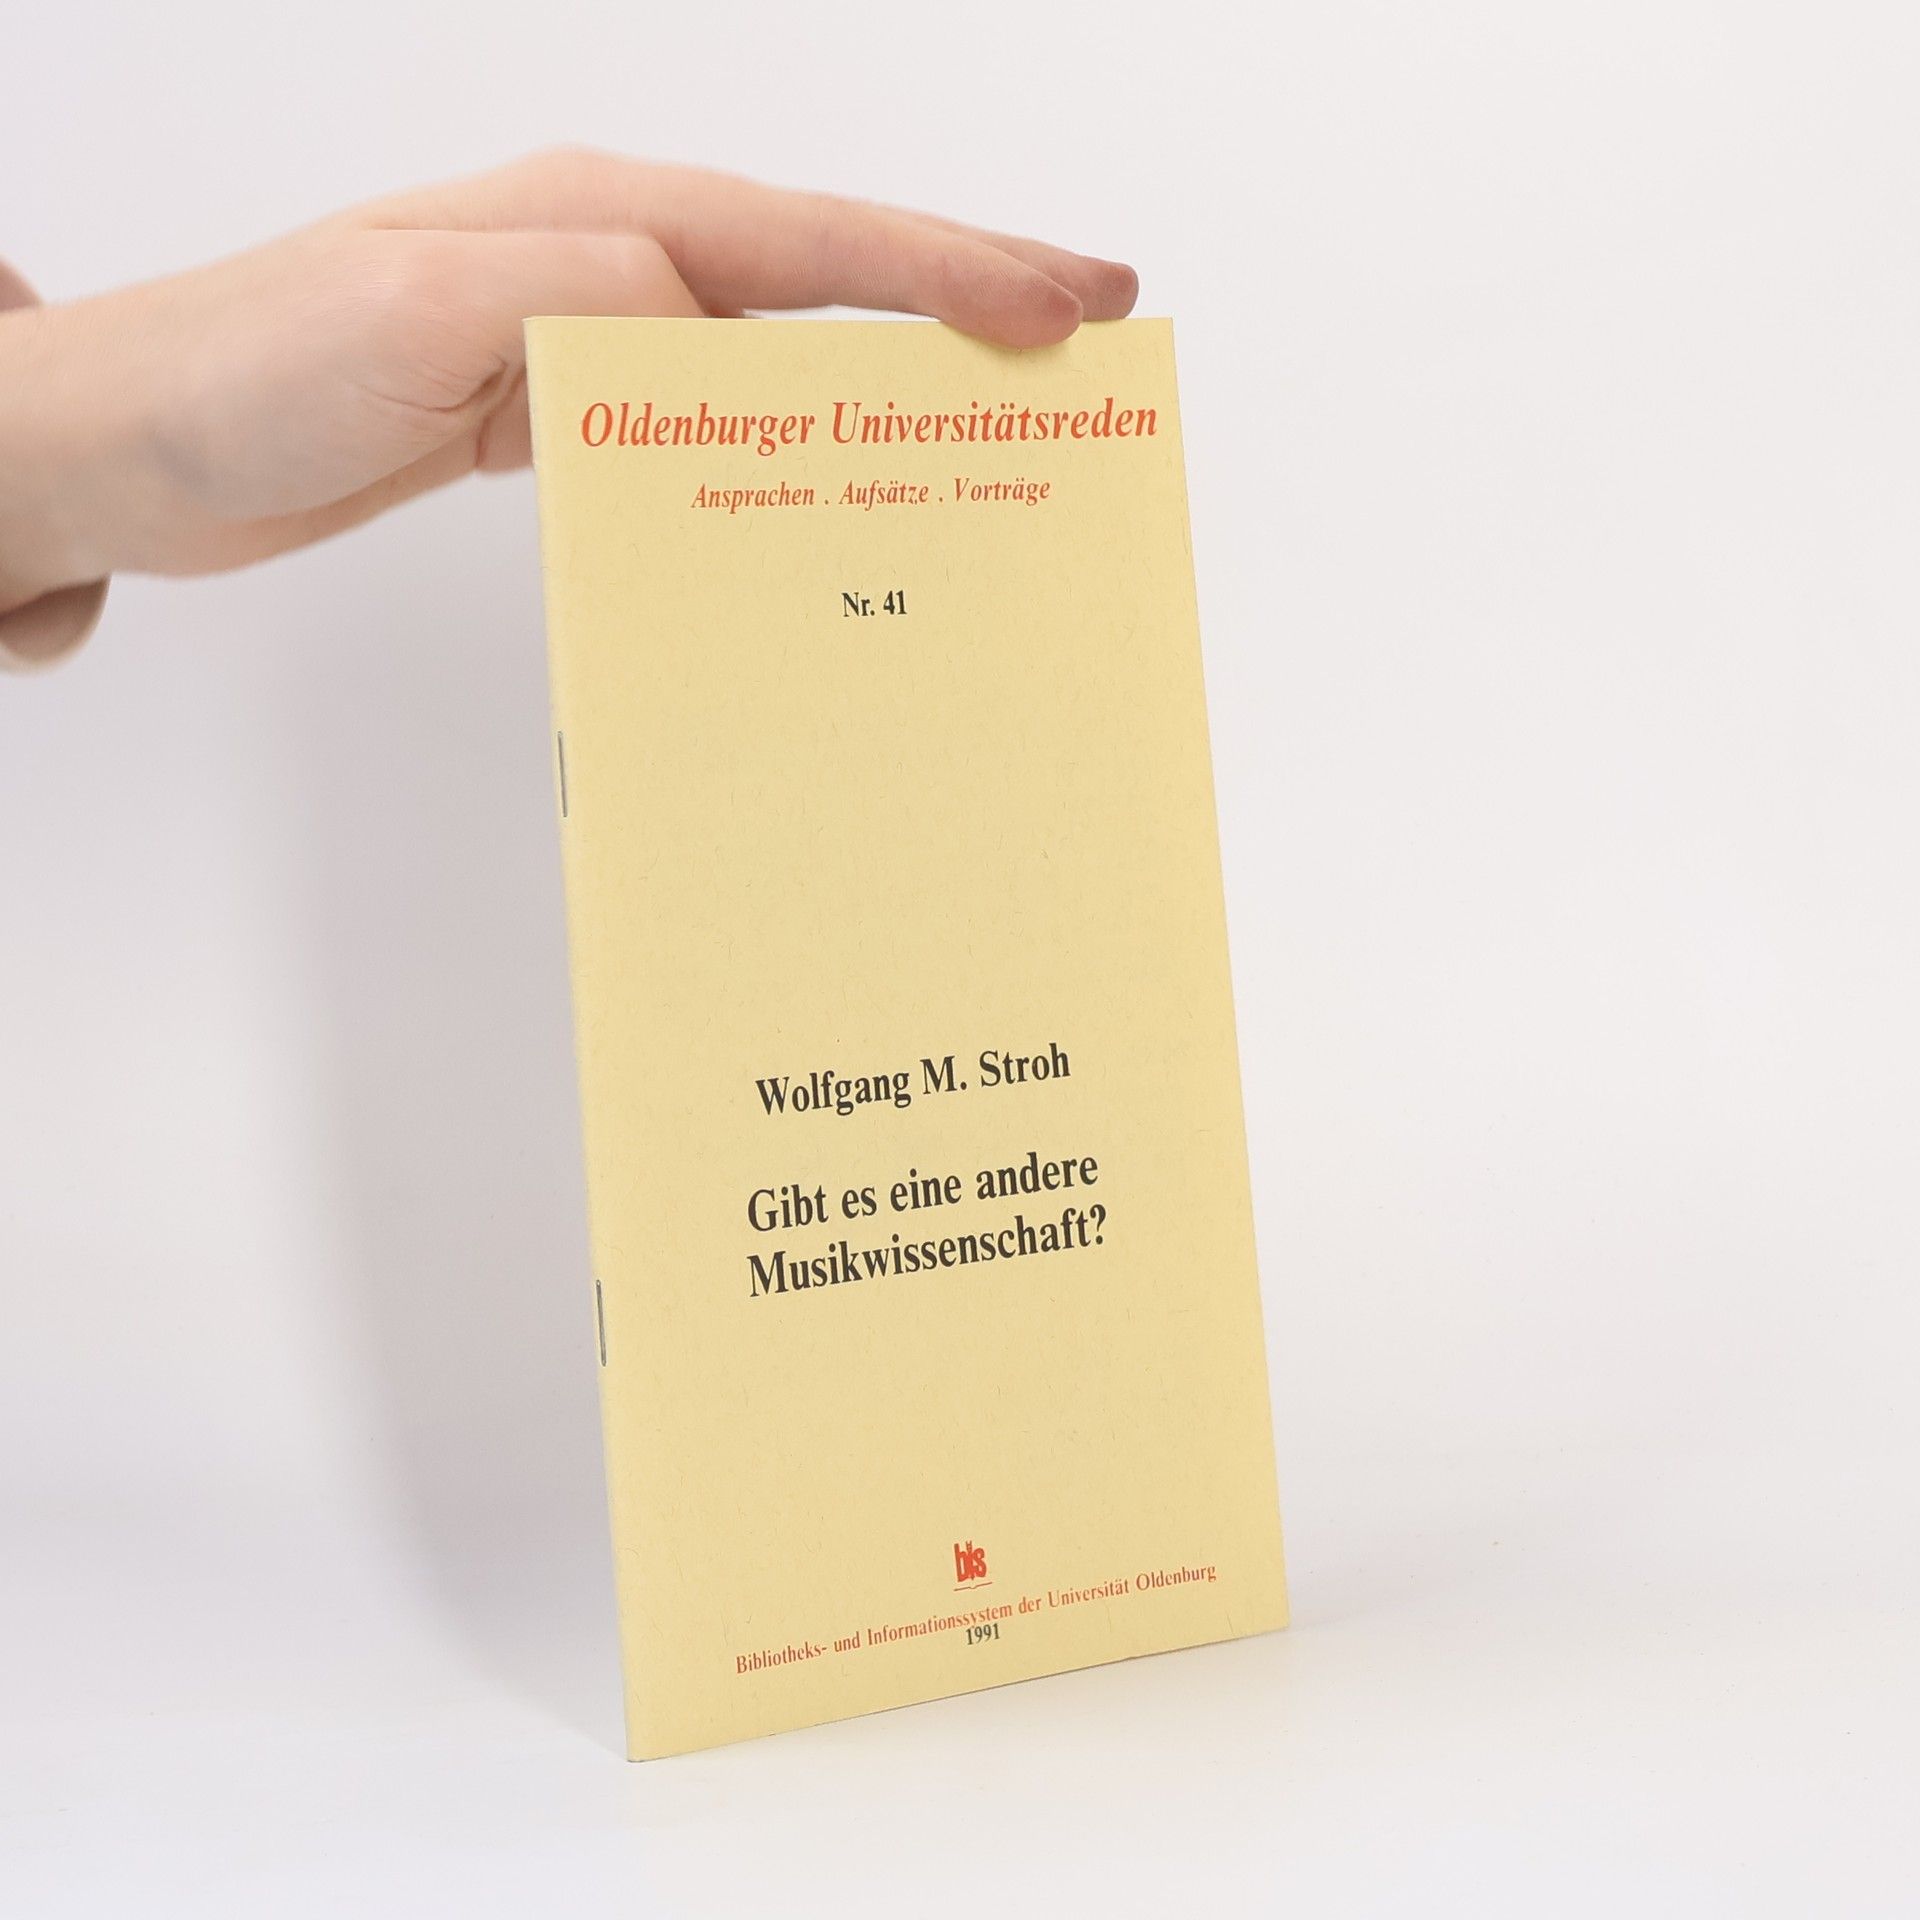 Oldenburger Universitätsreden
Ansprachen . Aufsätze . Vorträge
Nr. 41
Wolfgang M. Stroh
Gibt es eine andere
Musikwissenschaft?
bis
Bibliotheks- und Informationssystem der Universität Oldenburg
1991